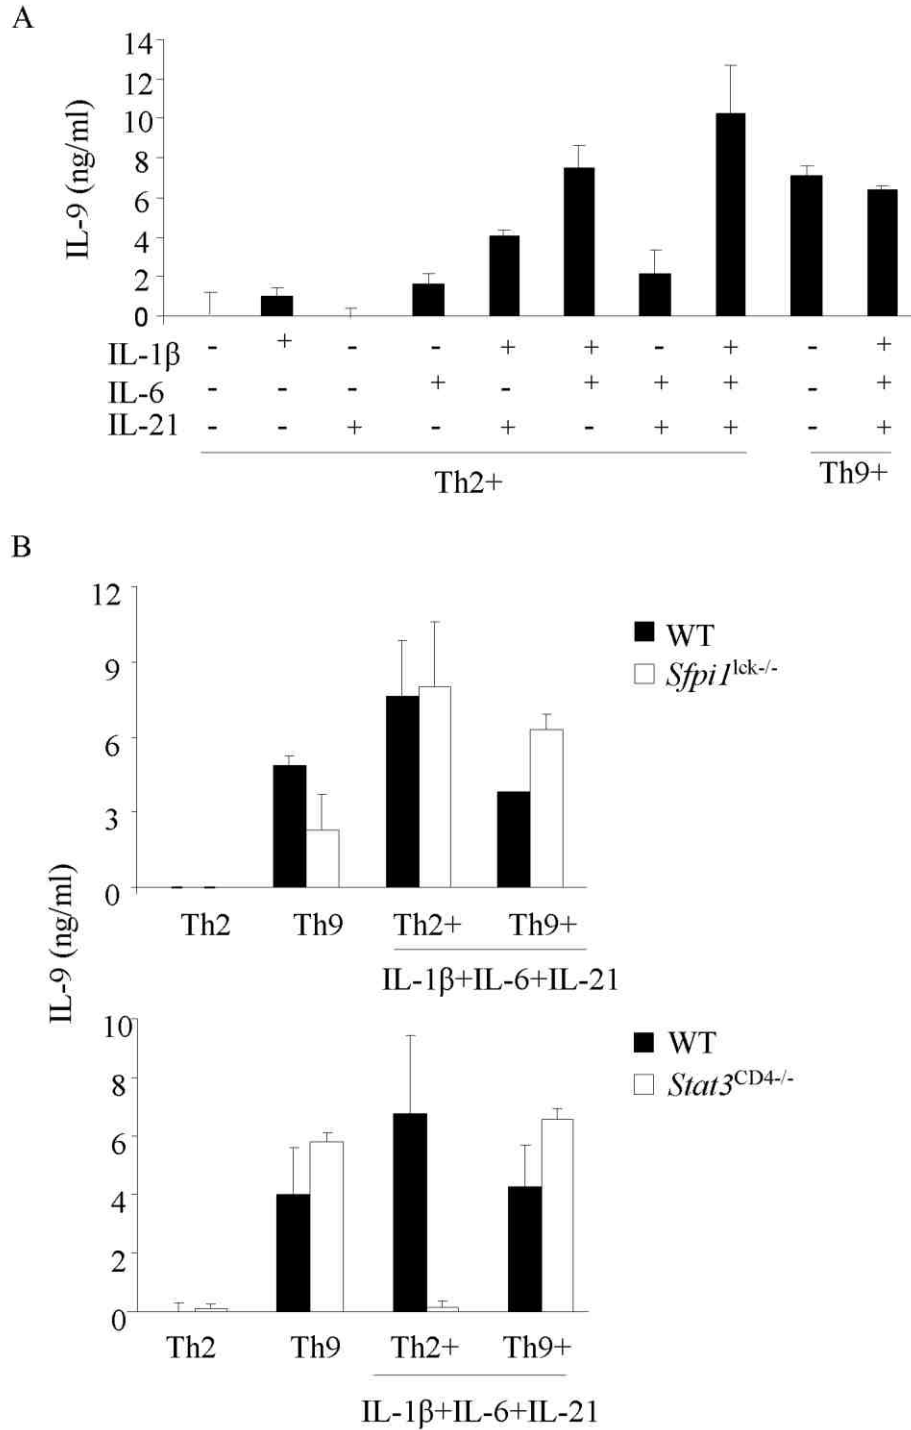 A
14
12
10
8
6
4
2
0
IL-9 (ng/ml)
IL-1β - + - - + + - + - +
IL-6 - - - + - + + + - +
IL-21 - - + - + - + + - +
Th2+ Th9+
B
12
9
6
3
0
WT
Sfpi1lck-/-
Th2 Th9 Th2+ Th9+
IL-1β+IL-6+IL-21
IL-9 (ng/ml)
10
8
6
4
2
0
WT
Stat3CD4-/-
Th2 Th9 Th2+ Th9+
IL-1β+IL-6+IL-21